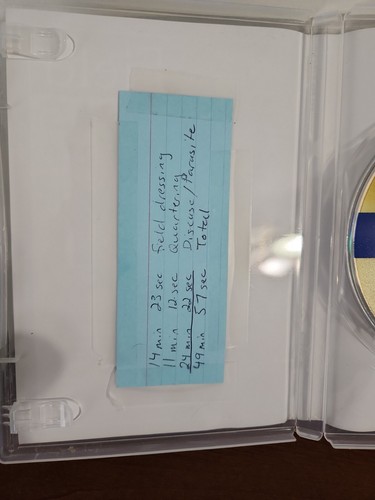 14 min 23 sec field dressing
11 min 12 sec Quartering
24 min 22 sec Disease/Parasite
49 min 57 sec Total